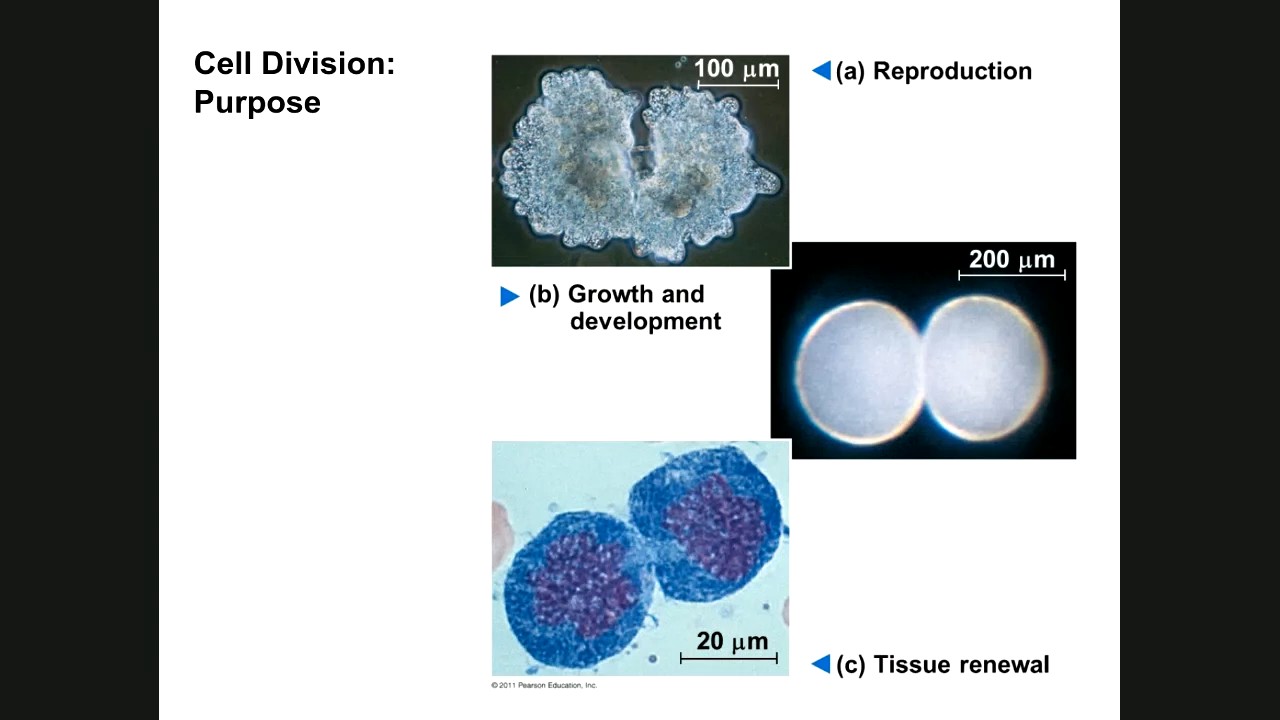 Cell Division:
Purpose
100 μm
(a) Reproduction
200 μm
(b) Growth and
development
20 μm
(c) Tissue renewal
© 2011 Pearson Education, Inc.